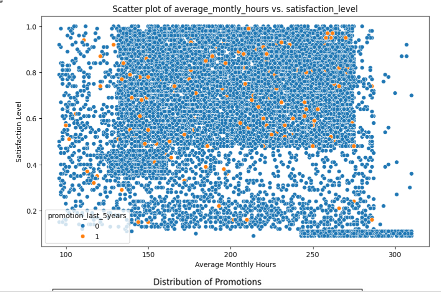 Scatter plot of average_montly_hours vs. satisfaction_level
1.0
0.8
0.6
0.4
0.2
Satisfaction Level
promotion_last_5years
0
1
100
150
200
250
300
Average Monthly Hours
Distribution of Promotions